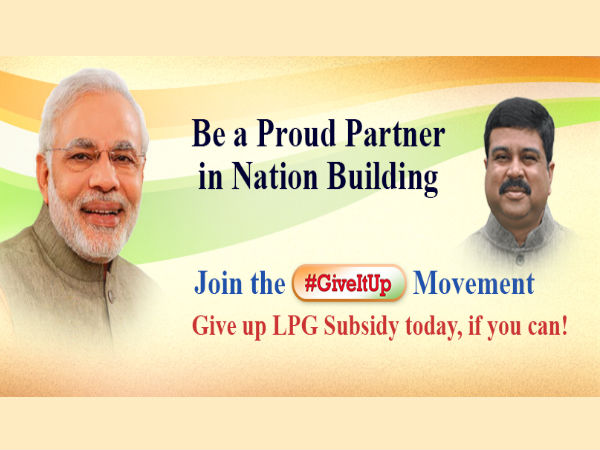 Be a Proud Partner
in Nation Building
Join the #GiveItUp Movement
Give up LPG Subsidy today, if you can!